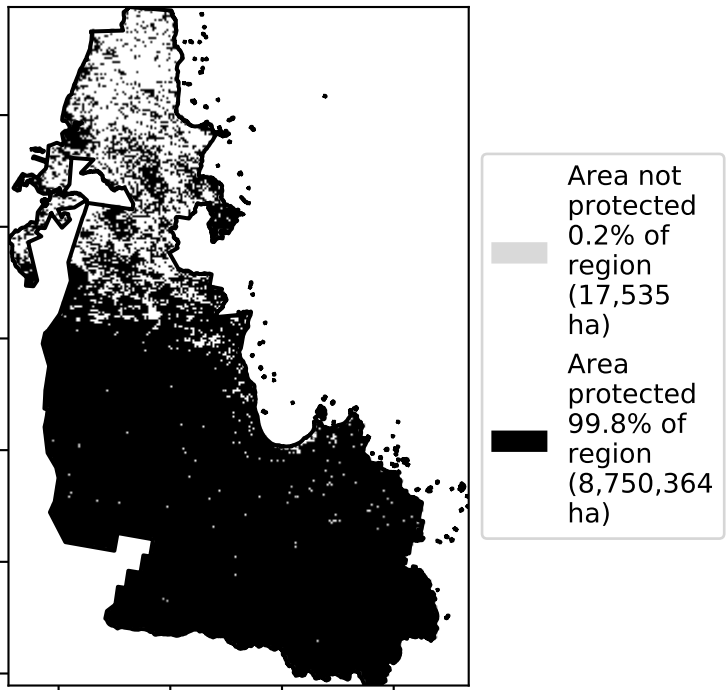 Area not
protected
0.2% of
region
(17,535
ha)
Area
protected
99.8% of
region
(8,750,364
ha)